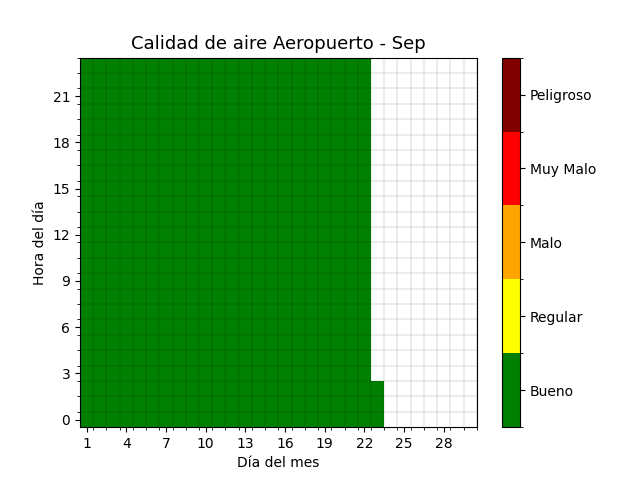 Calidad de aire Aeropuerto - Sep
Hora del día
21
18
15
12
9
6
3
0
1 4 7 10 13 16 19 22 25 28
Día del mes
Peligroso
Muy Malo
Malo
Regular
Bueno